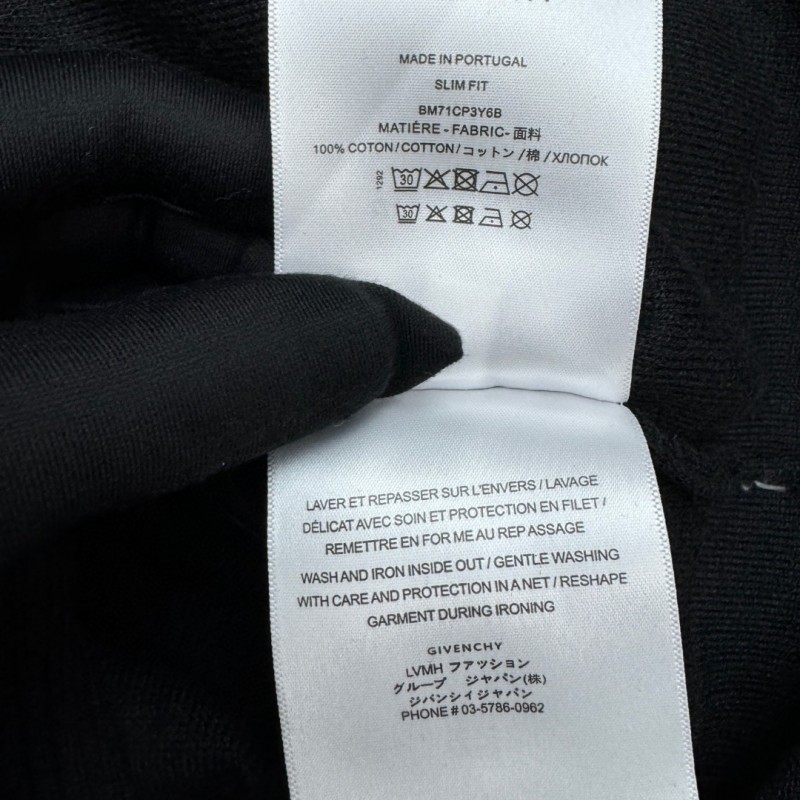 MADE IN PORTUGAL
SLIM FIT
BM71CP3Y6B
MATIÈRE - FABRIC- 面料
100% COTON/COTTON/コットン/棉/ХЛОПОК
1292
30
30
LAVER ET REPASSER SUR L'ENVERS / LAVAGE
DÉLICAT AVEC SOIN ET PROTECTION EN FILET /
REMETTRE EN FOR ME AU REP ASSAGE
WASH AND IRON INSIDE OUT / GENTLE WASHING
WITH CARE AND PROTECTION IN A NET / RESHAPE
GARMENT DURING IRONING
GIVENCHY
LVMH ファッション
グループ ジャパン(株)
ジバンシイジャパン
PHONE # 03-5786-0962